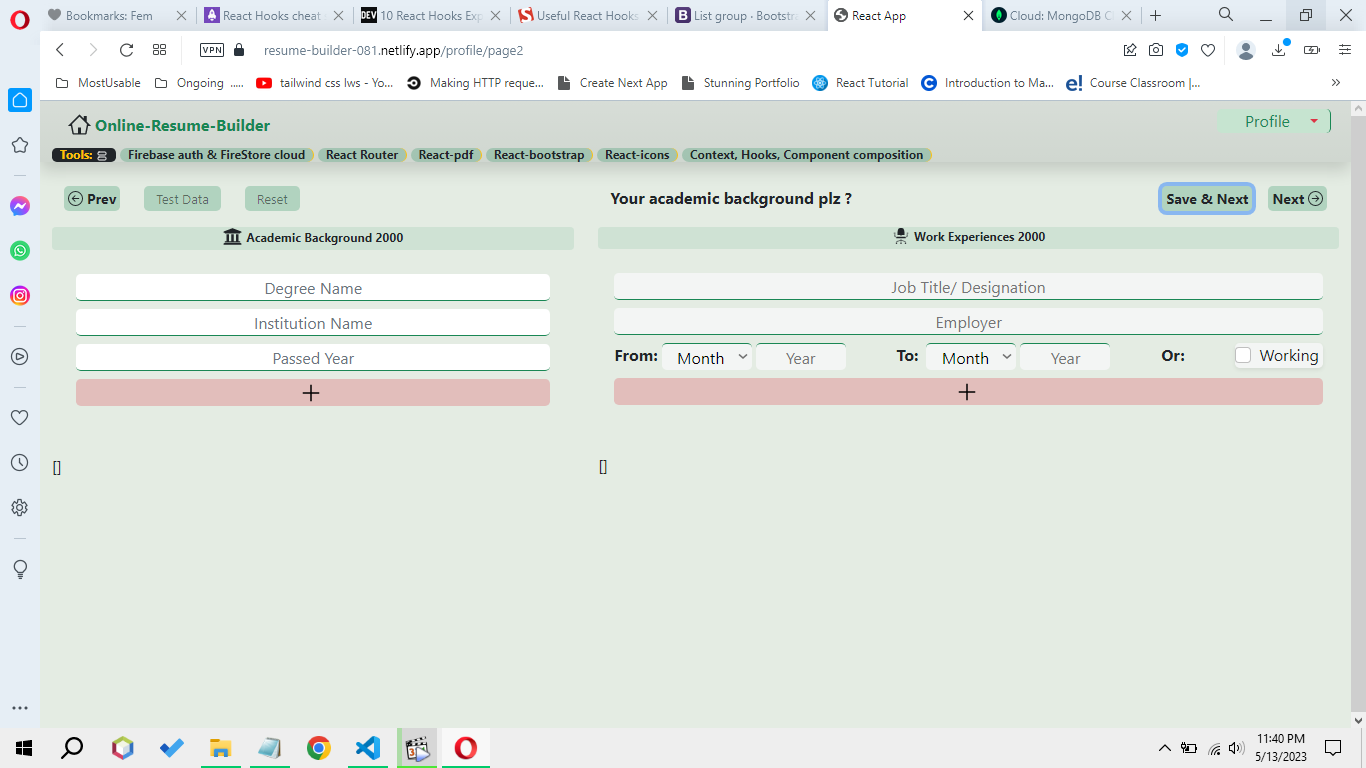 Bookmarks: Fem
React Hooks cheat s
DEV 10 React Hooks Exp
Useful React Hooks
B List group · Bootstra
React App
Cloud: MongoDB Cl
VPN resume-builder-081.netlify.app/profile/page2
MostUsable
Ongoing .....
tailwind css lws - Yo...
Making HTTP reque...
Create Next App
Stunning Portfolio
React Tutorial
Introduction to Ma...
e! Course Classroom |...
»
Online-Resume-Builder
Profile
Tools: Firebase auth & FireStore cloud React Router React-pdf React-bootstrap React-icons Context, Hooks, Component composition
Prev Test Data Reset Your academic background plz ? Save & Next Next
Academic Background 2000
Work Experiences 2000
Degree Name
Institution Name
Passed Year
+
Job Title/ Designation
Employer
From: Month Year To: Month Year Or: Working
+
[]
[]
11:40 PM
5/13/2023